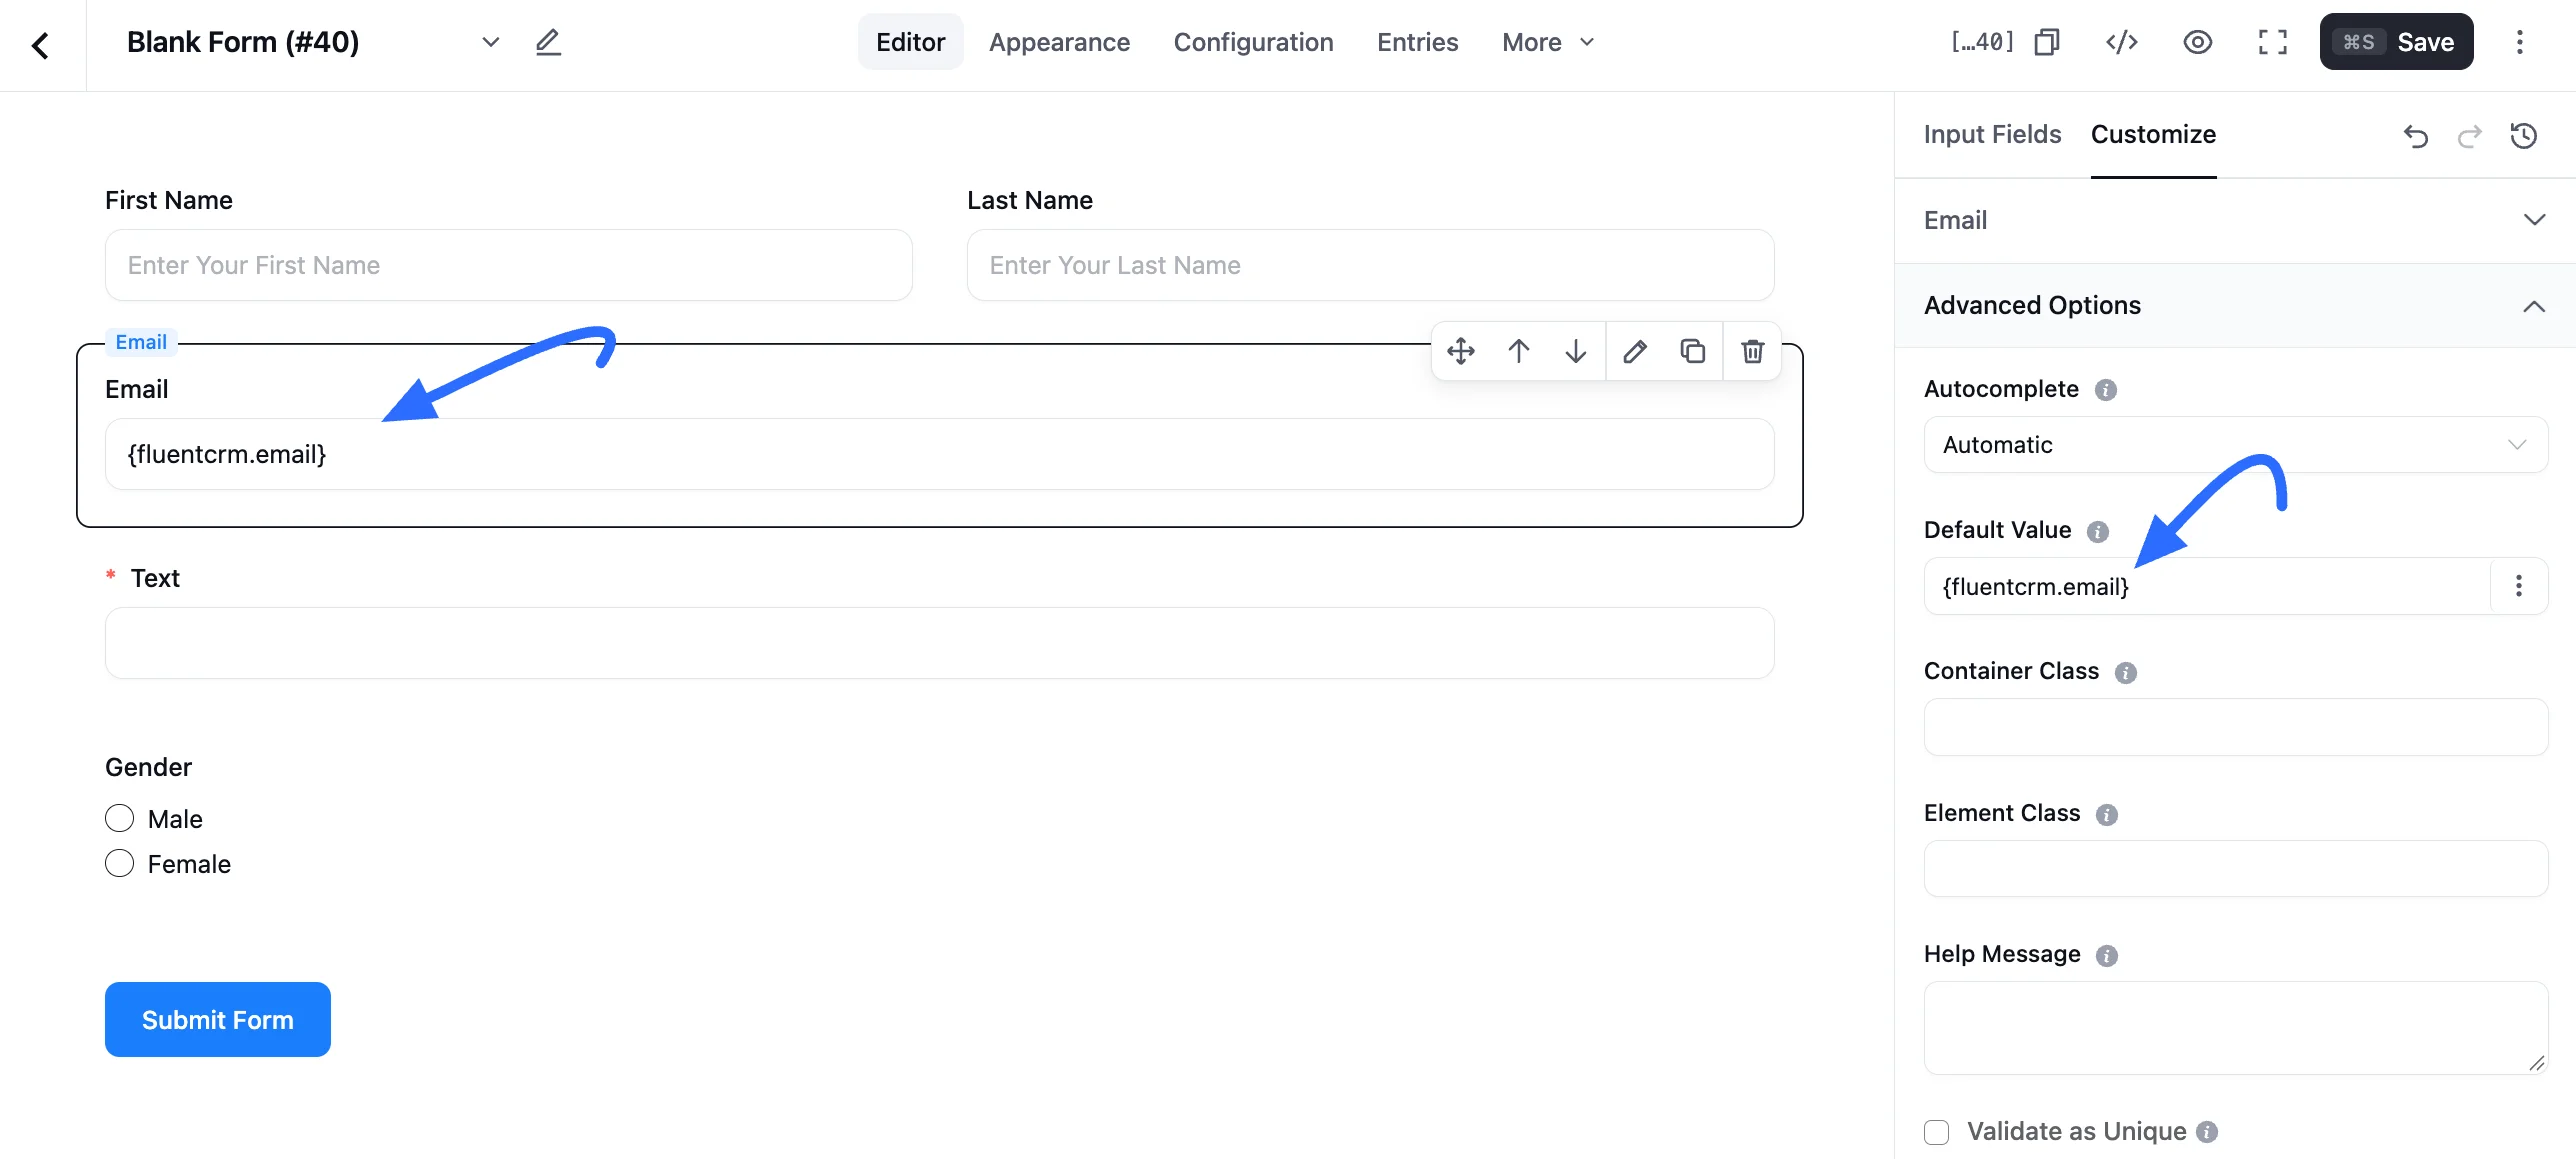 Blank Form (#40)
Editor
Appearance
Configuration
Entries
More
[…40]
⌘S Save
Input Fields
Customize
First Name
Last Name
Enter Your First Name
Enter Your Last Name
Email
Email
{fluentcrm.email}
* Text
Gender
Male
Female
Submit Form
Email
Advanced Options
Autocomplete
Automatic
Default Value
{fluentcrm.email}
Container Class
Element Class
Help Message
Validate as Unique